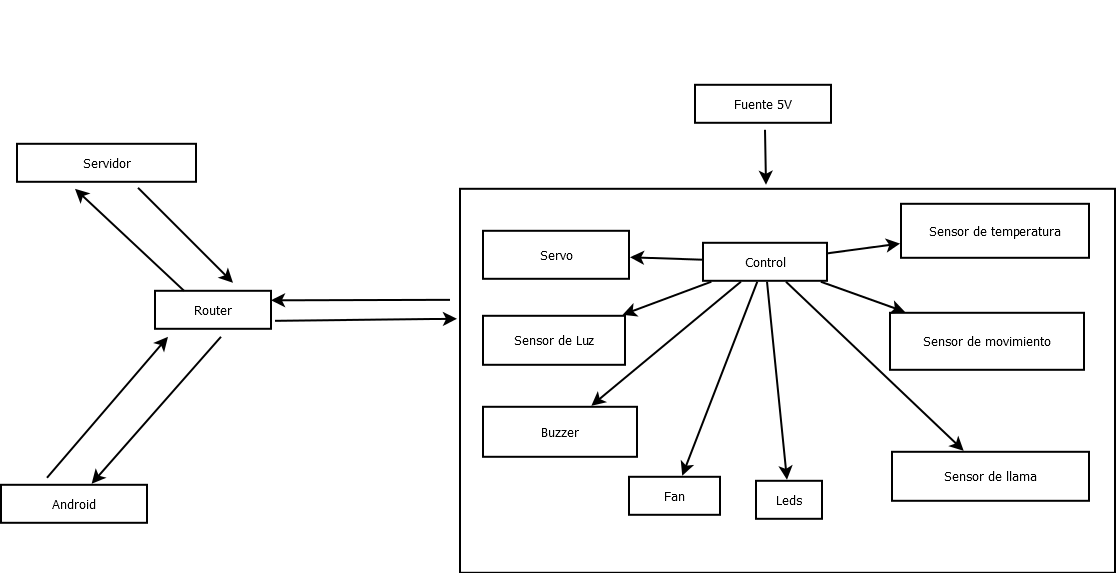 Fuente 5V
Servidor
Sensor de temperatura
Servo
Control
Router
Sensor de Luz
Sensor de movimiento
Buzzer
Sensor de llama
Fan
Leds
Android